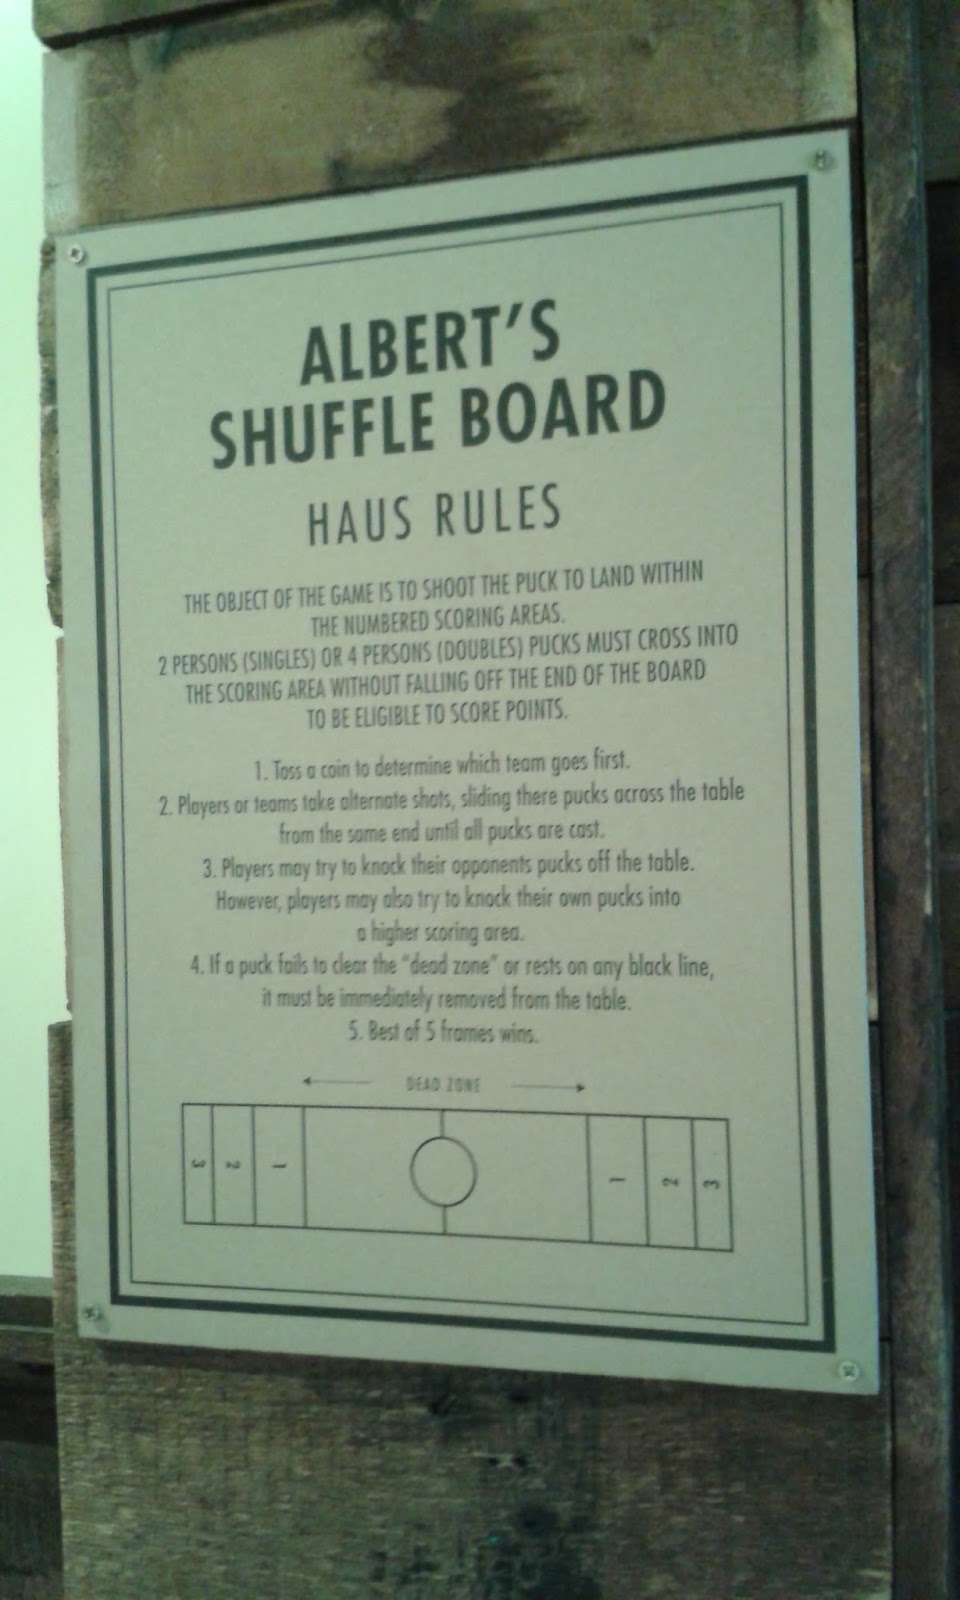 ALBERT'S
SHUFFLE BOARD
HAUS RULES
THE OBJECT OF THE GAME IS TO SHOOT THE PUCK TO LAND WITHIN
THE NUMBERED SCORING AREAS.
2 PERSONS (SINGLES) OR 4 PERSONS (DOUBLES) PUCKS MUST CROSS INTO
THE SCORING AREA WITHOUT FALLING OFF THE END OF THE BOARD
TO BE ELIGIBLE TO SCORE POINTS.
1. Toss a coin to determine which team goes first.
2. Players or teams take alternate shots, sliding there pucks across the table
from the same end until all pucks are cast.
3. Players may try to knock their opponents pucks off the table.
However, players may also try to knock their own pucks into
a higher scoring area.
4. If a puck fails to clear the "dead zone" or rests on any black line,
it must be immediately removed from the table.
5. Best of 5 frames wins.
DEAD ZONE
3 2 1 1 2 3